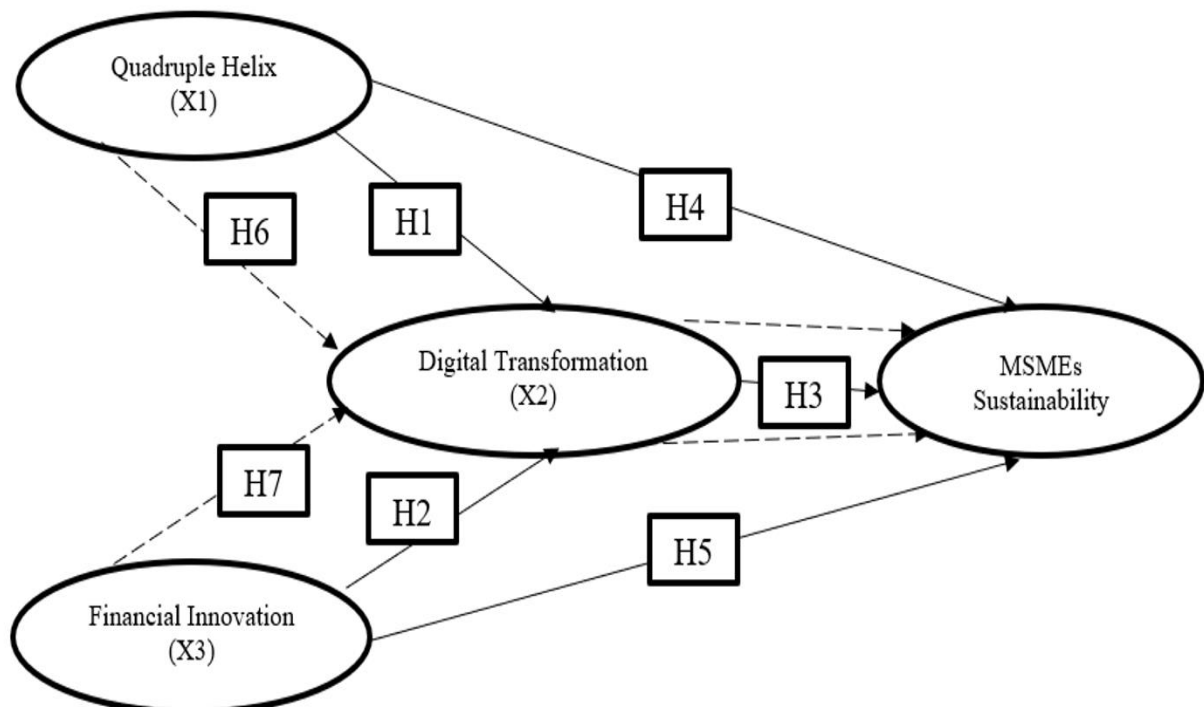 Quadruple Helix
(X1)
H4
H6
H1
Digital Transformation
(X2)
MSMEs
Sustainability
H3
H7
H2
H5
Financial Innovation
(X3)